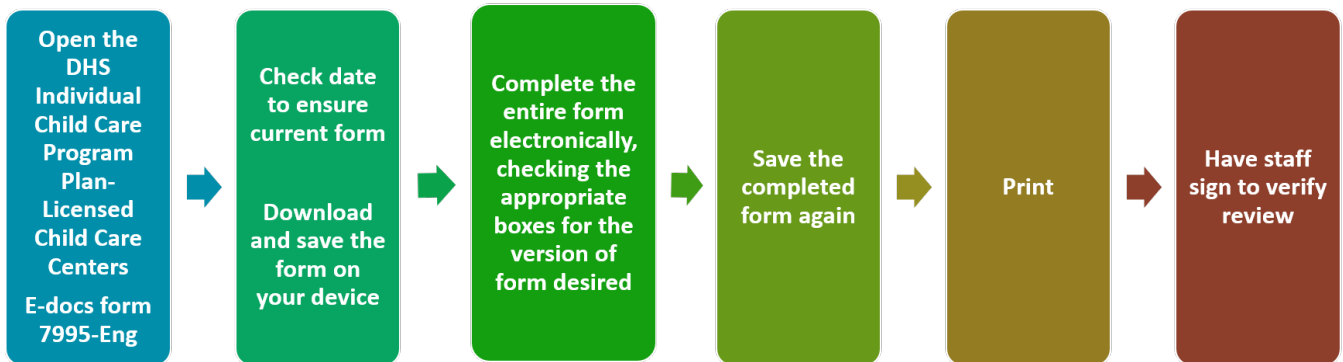 Open the
DHS
Individual
Child Care
Program
Plan-
Licensed
Child Care
Centers
E-docs form
7995-Eng
Check date
to ensure
current form
Download
and save the
form on
your device
Complete the
entire form
electronically,
checking the
appropriate
boxes for the
version of
form desired
Save the
completed
form again
Print
Have staff
sign to verify
review